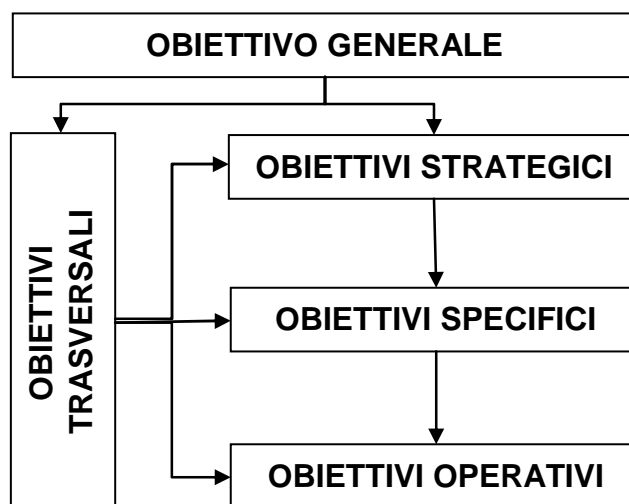 OBIETTIVO GENERALE
OBIETTIVI STRATEGICI
OBIETTIVI
TRASVERSALI
OBIETTIVI SPECIFICI
OBIETTIVI OPERATIVI